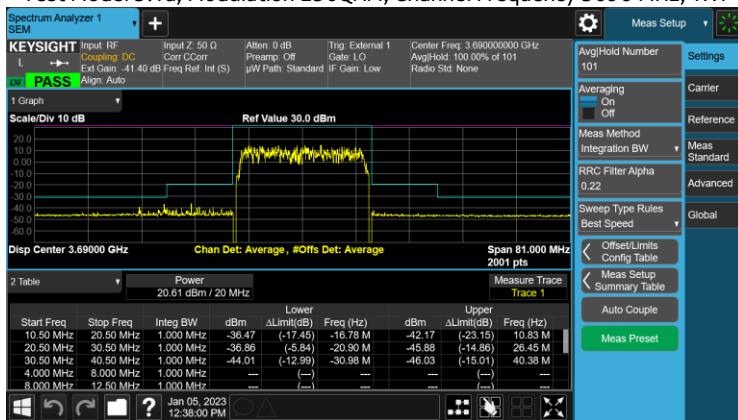 Spectrum Analyzer 1
SEM
Meas Setup
KEYSIGHT
Input: RF
Coupling: DC
Ext Gain: -41.40 dB
Align: Auto
Input Z: 50 Ω
Corr CCorr
Freq Ref: Int (S)
Atten: 0 dB
Preamp: Off
µW Path: Standard
Trig: External 1
Gate: LO
IF Gain: Low
Center Freq: 3.690000000 GHz
Avg|Hold: 100.00% of 101
Radio Std: None
L
PASS
1 Graph
Scale/Div 10 dB
Ref Value 30.0 dBm
20.0
10.0
0.00
-10.0
-20.0
-30.0
-40.0
-50.0
-60.0
Disp Center 3.69000 GHz
Chan Det: Average, #Offs Det: Average
Span 81.000 MHz
2001 pts
2 Table
Power
20.61 dBm / 20 MHz
Measure Trace
Trace 1
Lower Upper
Start Freq Stop Freq Integ BW dBm ΔLimit(dB) Freq (Hz) dBm ΔLimit(dB) Freq (Hz)
10.50 MHz 20.50 MHz 1.000 MHz -36.47 (-17.45) -16.78 M -42.17 (-23.15) 10.83 M
20.50 MHz 30.50 MHz 1.000 MHz -36.86 (-5.84) -20.90 M -45.88 (-14.86) 26.45 M
30.50 MHz 40.50 MHz 1.000 MHz -44.01 (-12.99) -30.98 M -46.03 (-15.01) 40.38 M
4.000 MHz 8.000 MHz 1.000 MHz --- (---) --- (---)
8.000 MHz 12.50 MHz 1.000 MHz --- (---) --- (---)
Jan 05, 2023
12:38:00 PM
Avg|Hold Number
101
Averaging
On
Off
Meas Method
Integration BW
RRC Filter Alpha
0.22
Sweep Type Rules
Best Speed
Offset/Limits
Config Table
Meas Setup
Summary Table
Auto Couple
Meas Preset
Settings
Carrier
Reference
Meas
Standard
Advanced
Global